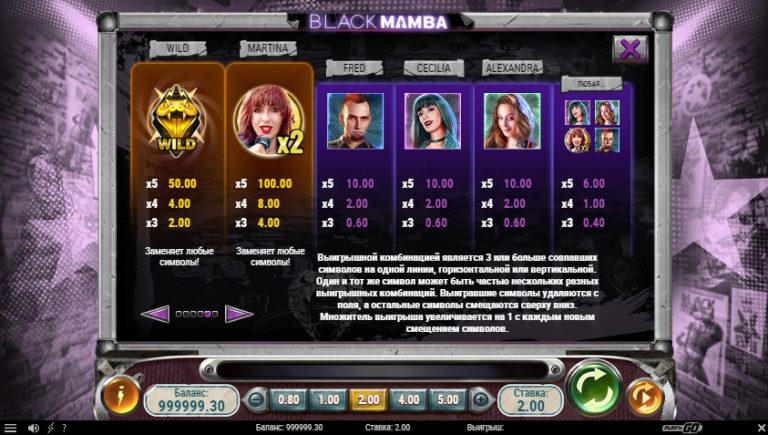 BLACK MAMBA
WILD MARTINA FRED CECILIA ALEXANDRA ЛЮБАЯ...
WILD x2
x5 50.00 x5 100.00 x5 10.00 x5 10.00 x5 10.00 x5 6.00
x4 4.00 x4 8.00 x4 2.00 x4 2.00 x4 2.00 x4 1.00
x3 2.00 x3 4.00 x3 0.60 x3 0.60 x3 0.60 x3 0.40
Заменяет любые
символы!
Заменяет любые
символы!
Выигрышной комбинацией является 3 или больше совпавших
символов на одной линии, горизонтальной или вертикальной.
Один и тот же символ может быть частью нескольких разных
выигрышных комбинаций. Выигравшие символы удаляются с
поля, а остальные символы смещаются сверху вниз.
Множитель выигрыша увеличивается на 1 с каждым новым
смещением символов.
Баланс:
999999.30
0.80 1.00 2.00 4.00 5.00
Ставка:
2.00
? Баланс: 999999.30 Ставка: 2.00 Выигрыш: PLAY'n GO